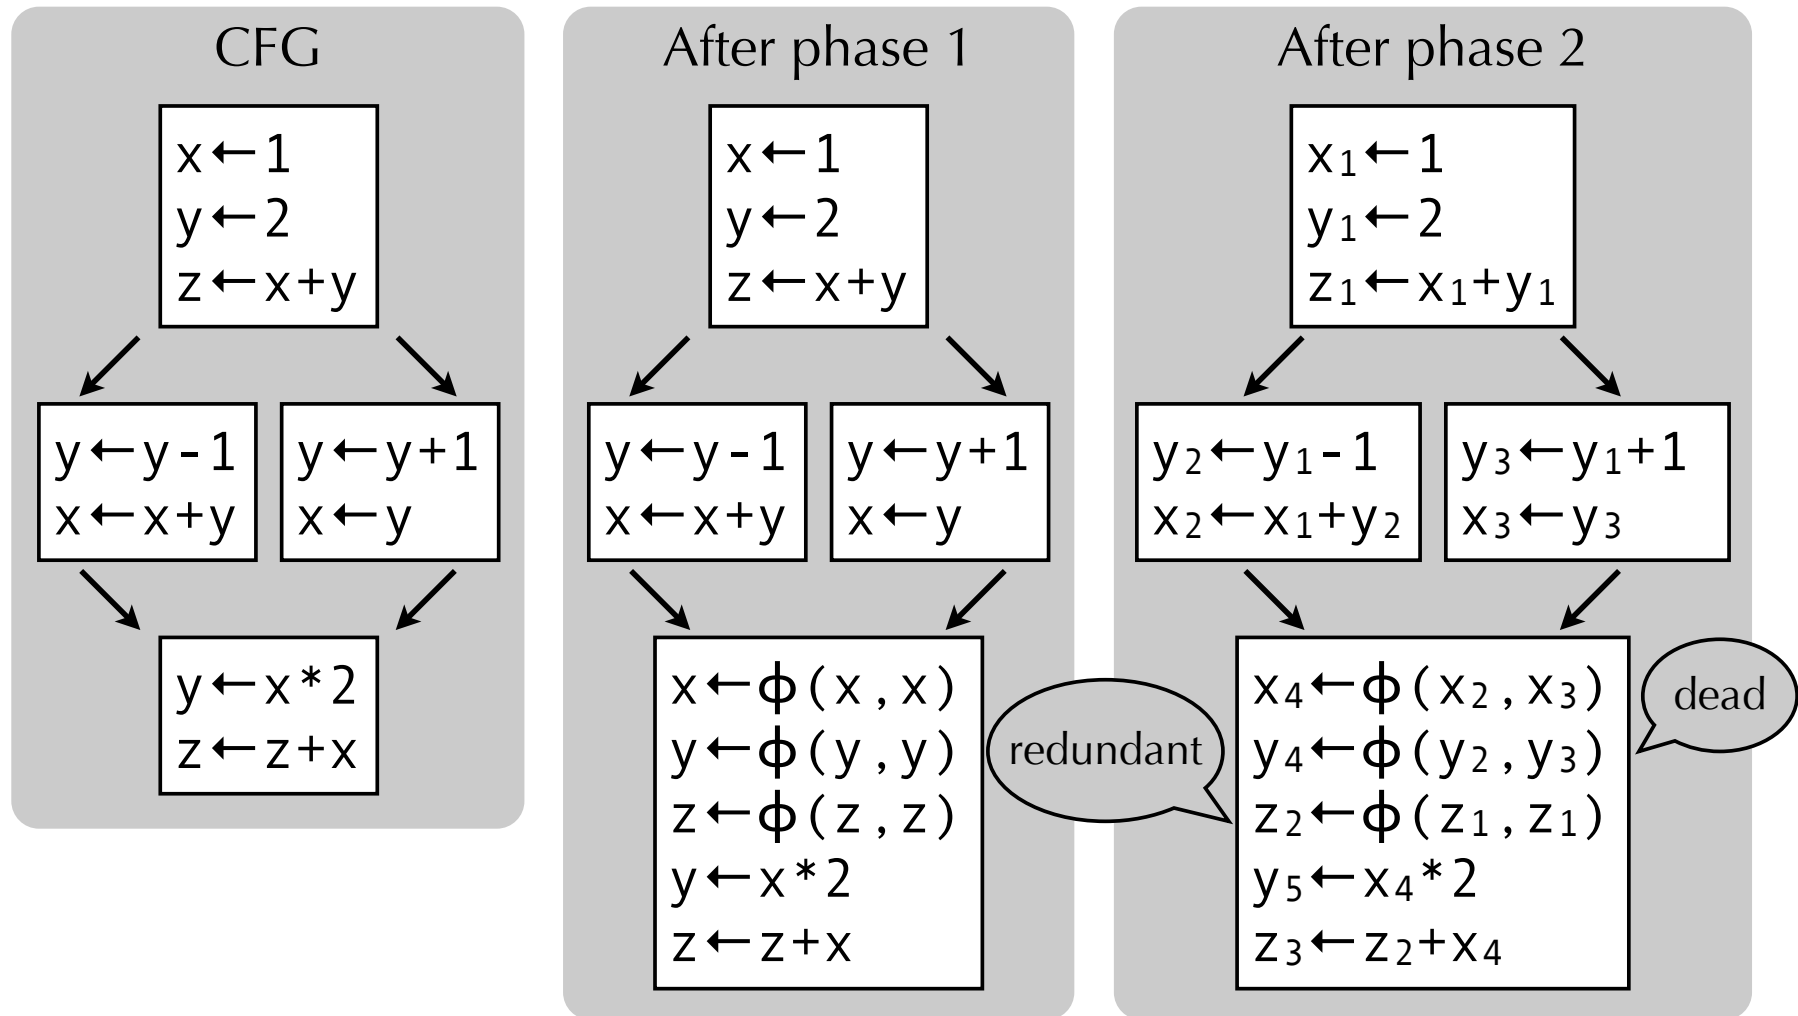 CFG
x←1
y←2
z←x+y
y←y-1
x←x+y
y←y+1
x←y
y←x*2
z←z+x
After phase 1
x←1
y←2
z←x+y
y←y-1
x←x+y
y←y+1
x←y
x←ϕ(x,x)
y←ϕ(y,y)
z←ϕ(z,z)
y←x*2
z←z+x
After phase 2
x₁←1
y₁←2
z₁←x₁+y₁
y₂←y₁-1
x₂←x₁+y₂
y₃←y₁+1
x₃←y₃
x₄←ϕ(x₂,x₃)
y₄←ϕ(y₂,y₃)
z₂←ϕ(z₁,z₁)
y₅←x₄*2
z₃←z₂+x₄
redundant
dead